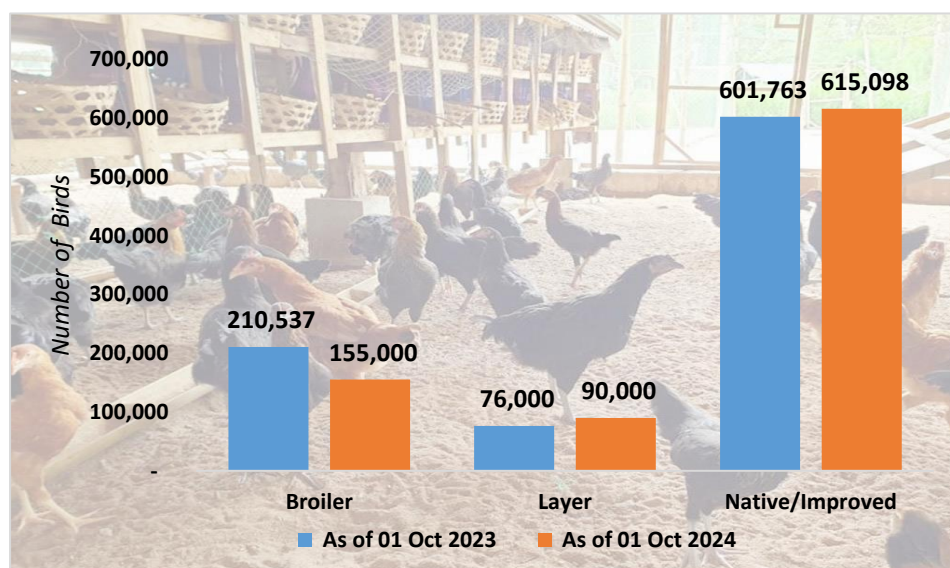 Number of Birds
700,000
600,000
500,000
400,000
300,000
200,000
100,000
-
210,537
155,000
76,000
90,000
601,763
615,098
Broiler
Layer
Native/Improved
As of 01 Oct 2023
As of 01 Oct 2024